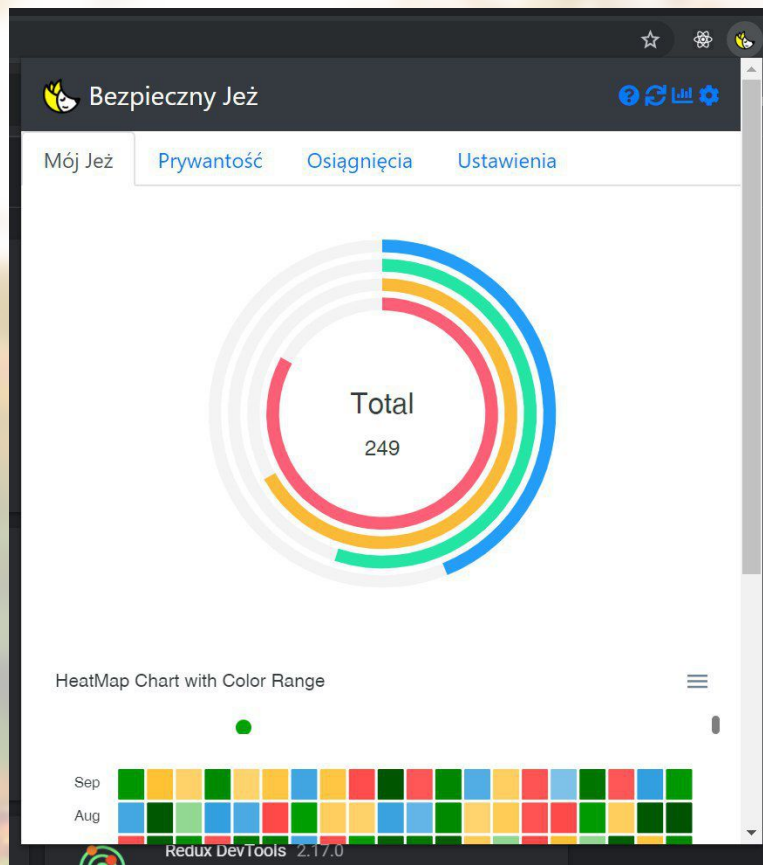 Bezpieczny Jeż
Mój Jeż Prywantość Osiągnięcia Ustawienia
Total
249
HeatMap Chart with Color Range
Sep
Aug
Redux DevTools 2.17.0